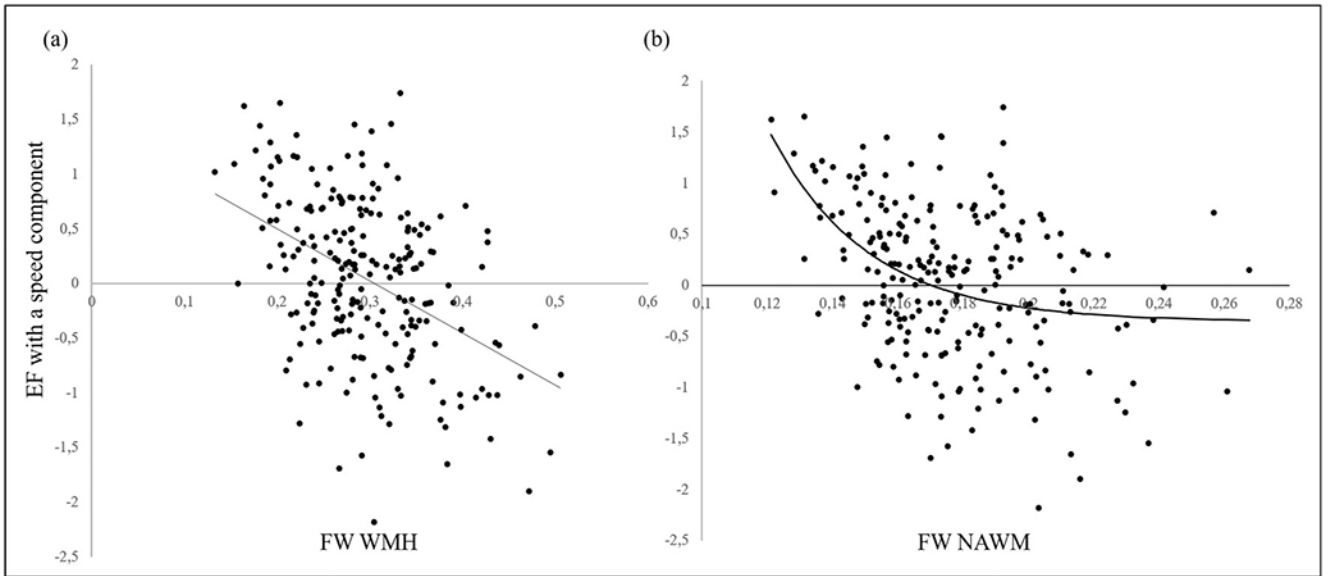 (a)
2
1,5
1
0,5
0
-0,5
-1
-1,5
-2
-2,5
0 0,1 0,2 0,3 0,4 0,5 0,6
EF with a speed component
FW WMH
(b)
2
1,5
1
0,5
0
-0,5
-1
-1,5
-2
-2,5
0,1 0,12 0,14 0,16 0,18 0,2 0,22 0,24 0,26 0,28
FW NAWM